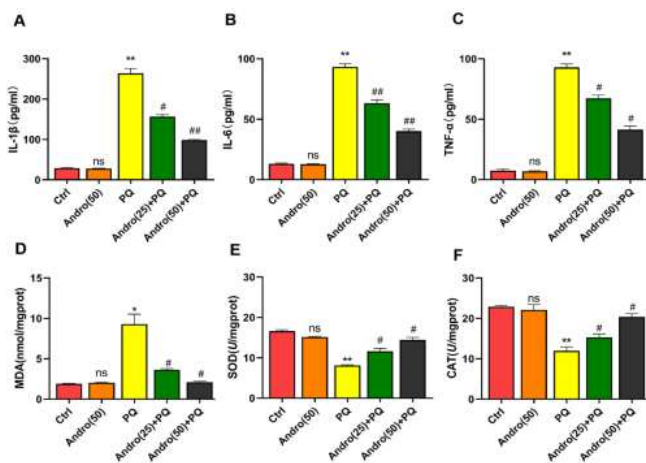 A
IL-1β(pg/ml)
300
200
100
0
ns
**
#
##
Ctrl
Andro(50)
PQ
Andro(25)+PQ
Andro(50)+PQ
B
IL-6(pg/ml)
100
50
0
ns
**
##
##
Ctrl
Andro(50)
PQ
Andro(25)+PQ
Andro(50)+PQ
C
TNF-α(pg/ml)
100
50
0
ns
**
#
#
Ctrl
Andro(50)
PQ
Andro(25)+PQ
Andro(50)+PQ
D
MDA(nmol/mgprot)
15
10
5
0
ns
*
#
#
Ctrl
Andro(50)
PQ
Andro(25)+PQ
Andro(50)+PQ
E
SOD(U/mgprot)
30
20
10
0
ns
**
#
#
Ctrl
Andro(50)
PQ
Andro(25)+PQ
Andro(50)+PQ
F
CAT(U/mgprot)
30
20
10
0
ns
**
#
#
Ctrl
Andro(50)
PQ
Andro(25)+PQ
Andro(50)+PQ